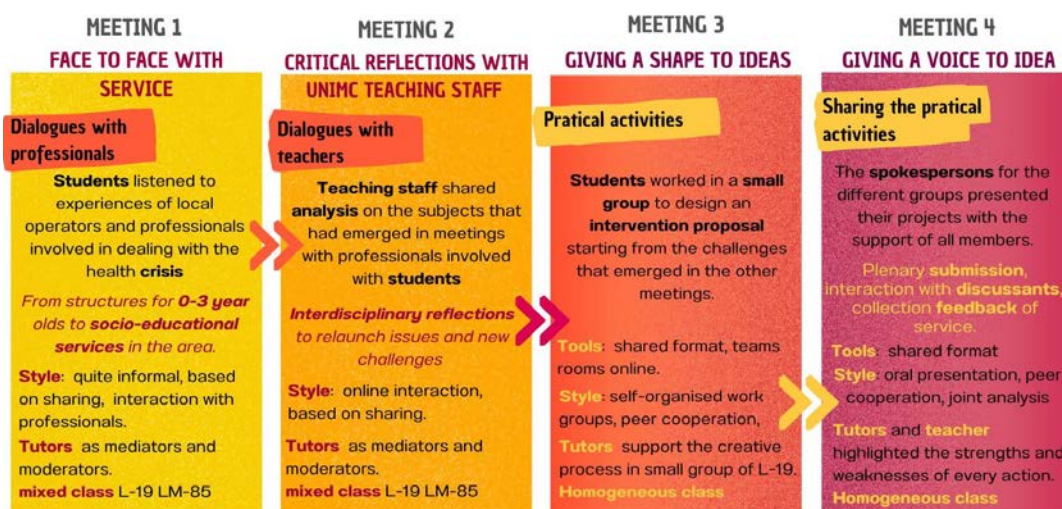 MEETING 1
FACE TO FACE WITH
SERVICE
Dialogues with
professionals
Students listened to
experiences of local
operators and professionals
involved in dealing with the
health crisis
From structures for 0-3 year
olds to socio-educational
services in the area.
Style: quite informal, based
on sharing, interaction with
professionals.
Tutors as mediators and
moderators.
mixed class L-19 LM-85
MEETING 2
CRITICAL REFLECTIONS WITH
UNIMC TEACHING STAFF
Dialogues with
teachers
Teaching staff shared
analysis on the subjects that
had emerged in meetings
with professionals involved
with students
Interdisciplinary reflections
to relaunch issues and new
challenges
Style: online interaction,
based on sharing.
Tutors as mediators and
moderators.
mixed class L-19 LM-85
MEETING 3
GIVING A SHAPE TO IDEAS
Pratical activities
Students worked in a small
group to design an
intervention proposal
starting from the challenges
that emerged in the other
meetings.
Tools: shared format, teams
rooms online.
Style: self-organised work
groups, peer cooperation,
Tutors support the creative
process in small group of L-19.
Homogeneous class
MEETING 4
GIVING A VOICE TO IDEA
Sharing the pratical
activities
The spokespersons for the
different groups presented
their projects with the
support of all members.
Plenary submission,
interaction with discussants,
collection feedback of
service.
Tools: shared format
Style: oral presentation, peer
cooperation, joint analysis
Tutors and teacher
highlighted the strengths and
weaknesses of every action.
Homogeneous class